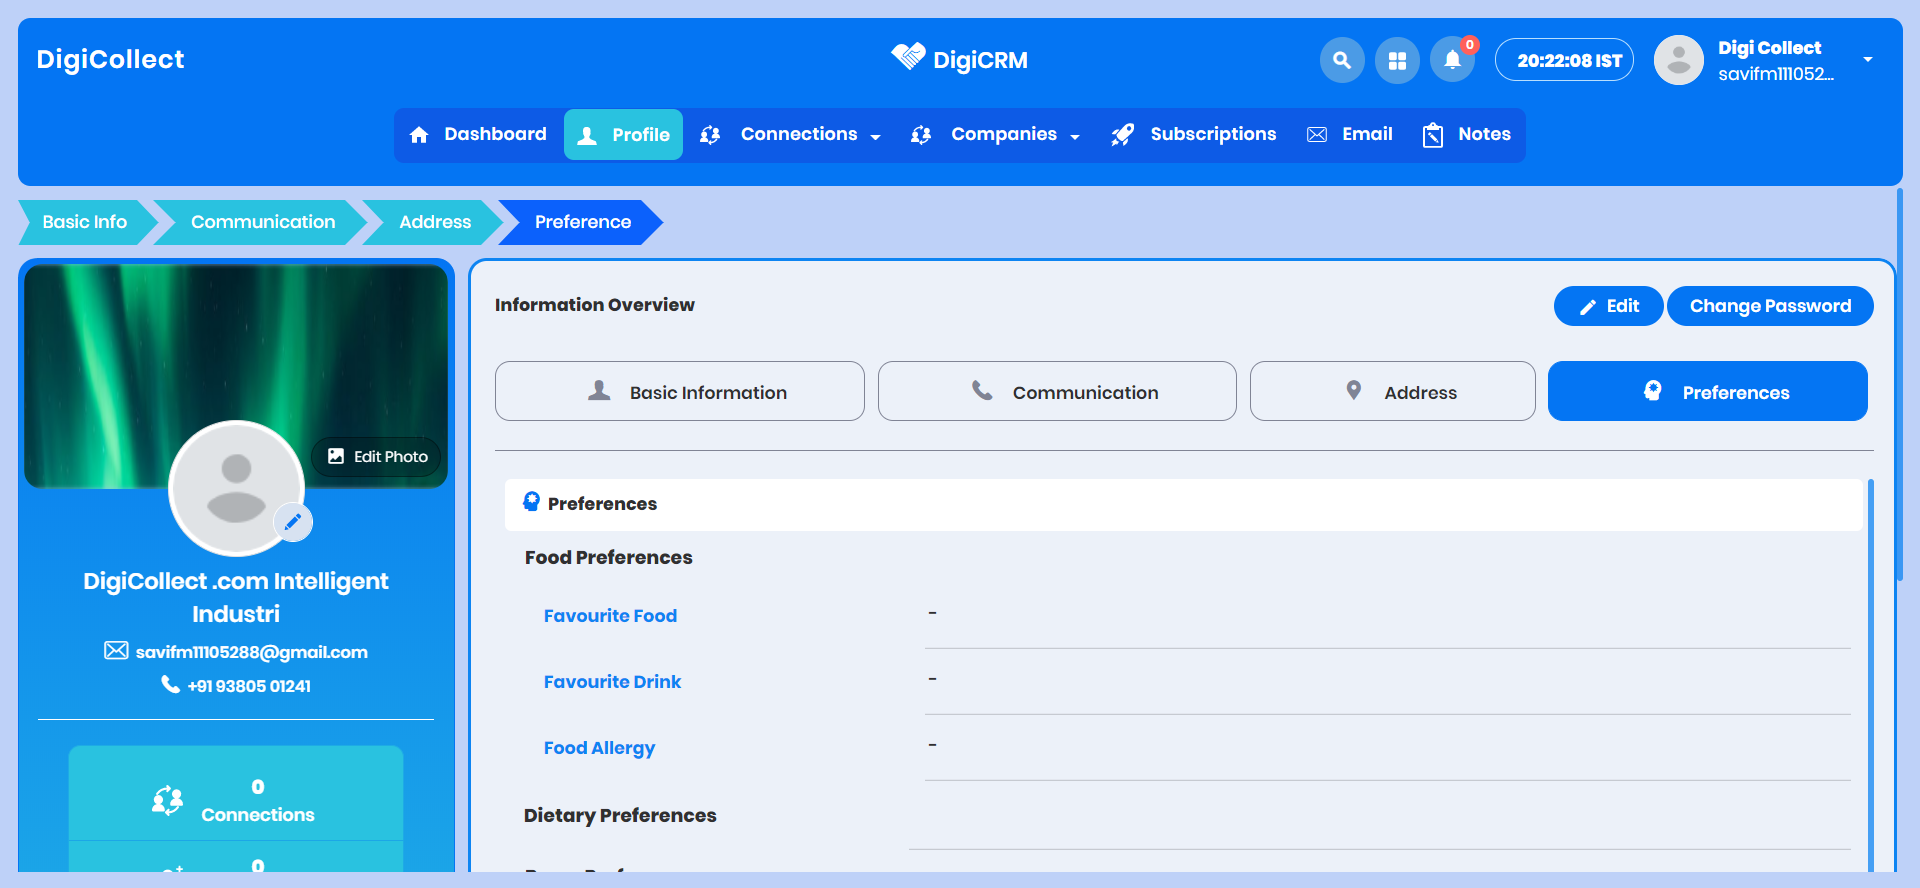 DigiCollect
DigiCRM
0
20:22:08 IST
Digi Collect
savifm111052...
Dashboard
Profile
Connections
Companies
Subscriptions
Email
Notes
Basic Info
Communication
Address
Preference
Edit Photo
DigiCollect .com Intelligent
Industri
savifm11105288@gmail.com
+91 93805 01241
0
Connections
0
Information Overview
Edit
Change Password
Basic Information
Communication
Address
Preferences
Preferences
Food Preferences
Favourite Food
-
Favourite Drink
-
Food Allergy
-
Dietary Preferences